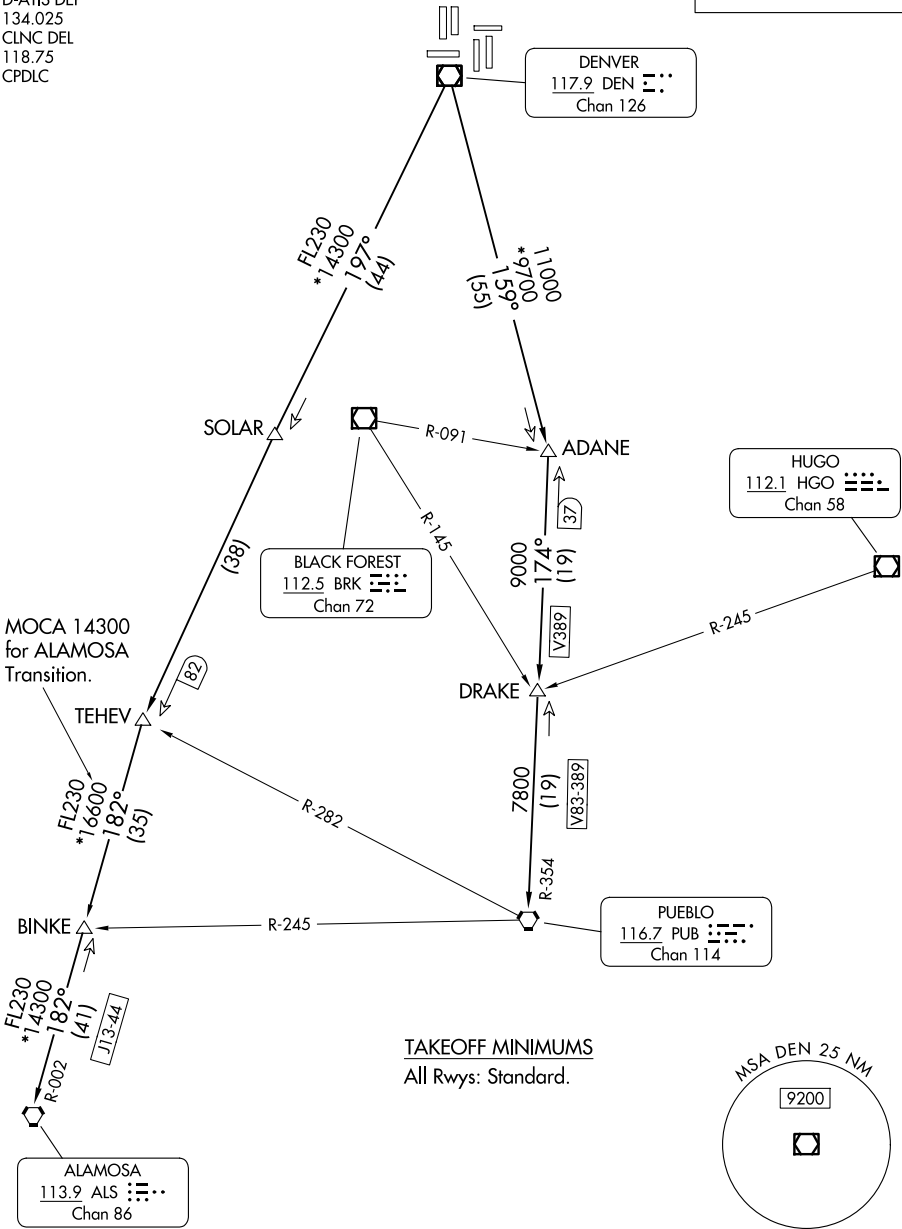 134.025
CLNC DEL
118.75
CPDLC
DENVER
117.9 DEN
Chan 126
FL230
*14300
197°
(44)
11000
*9700
159°
(55)
SOLAR
R-091
ADANE
HUGO
112.1 HGO
Chan 58
37
R-145
(38)
9000
174°
(19)
BLACK FOREST
112.5 BRK
Chan 72
V389
R-245
MOCA 14300
for ALAMOSA
Transition.
82
DRAKE
TEHEV
FL230
*16600
182°
(35)
R-282
7800
(19)
V83-389
R-354
BINKE
R-245
PUEBLO
116.7 PUB
Chan 114
FL230
*14300
182°
(41)
J13-44
R-002
TAKEOFF MINIMUMS
All Rwys: Standard.
MSA DEN 25 NM
9200
ALAMOSA
113.9 ALS
Chan 86